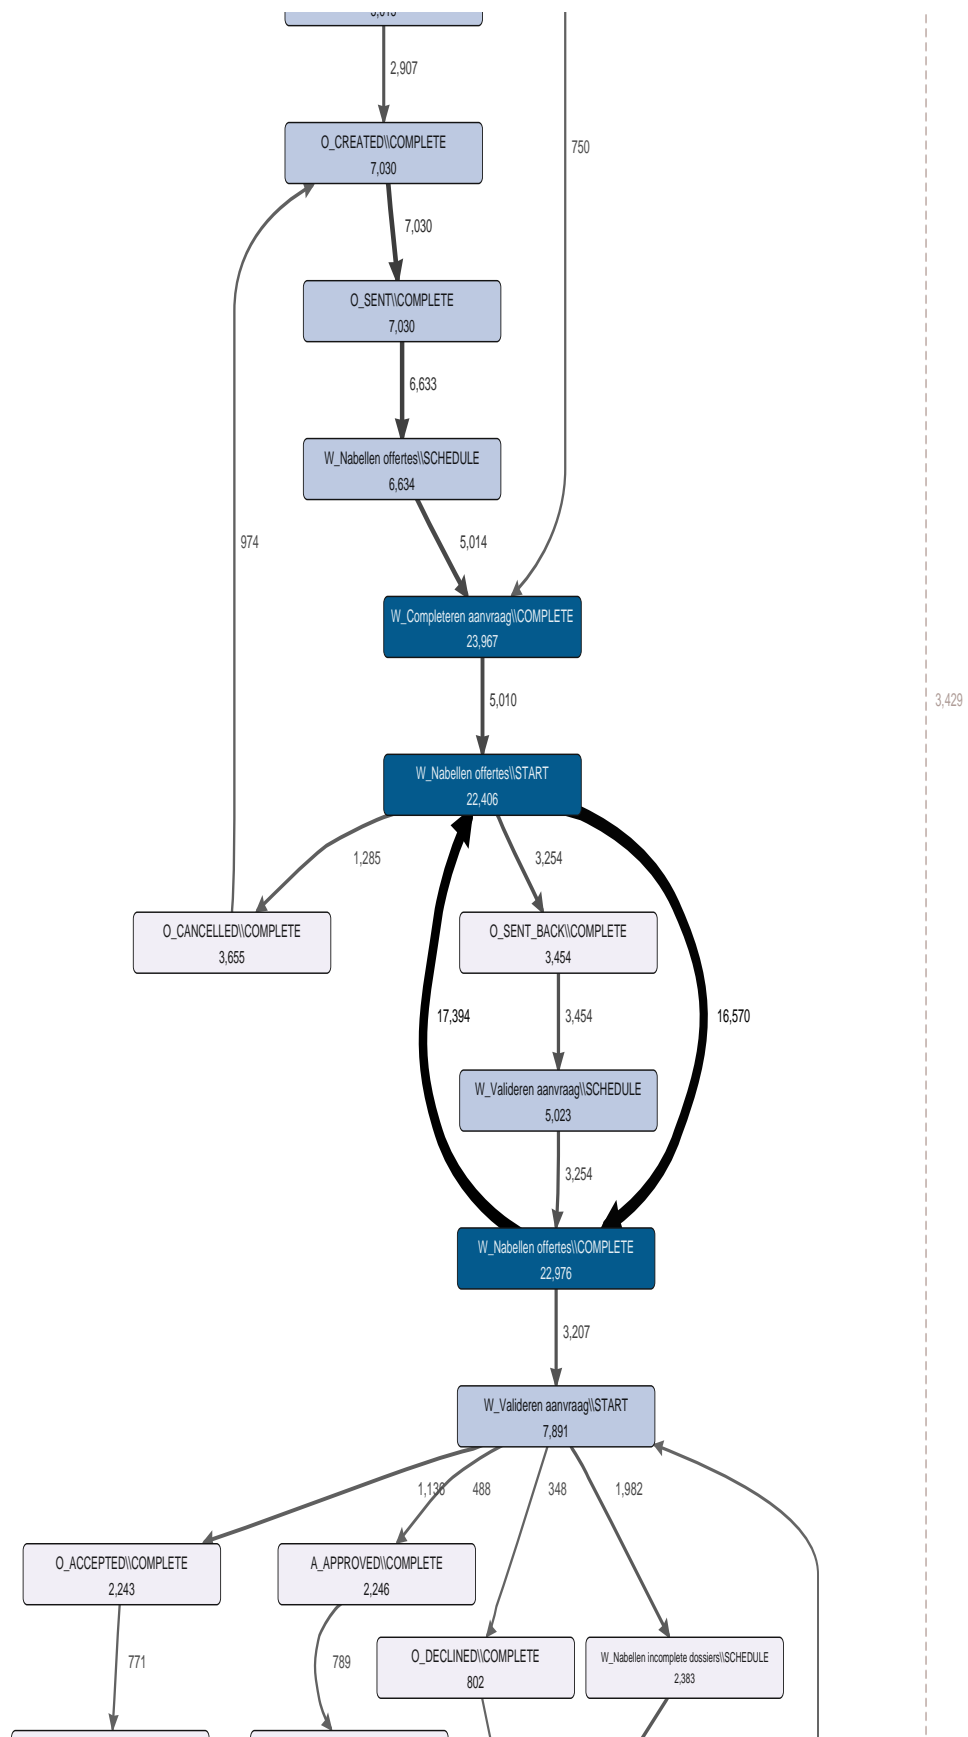 2,907
O_CREATED\\COMPLETE
7,030
750
7,030
O_SENT\\COMPLETE
7,030
6,633
W_Nabellen offertes\\SCHEDULE
6,634
974
5,014
W_Completeren aanvraag\\COMPLETE
23,967
5,010
3,429
W_Nabellen offertes\\START
22,406
1,285
3,254
O_CANCELLED\\COMPLETE
3,655
O_SENT_BACK\\COMPLETE
3,454
17,394
3,454
16,570
W_Valideren aanvraag\\SCHEDULE
5,023
3,254
W_Nabellen offertes\\COMPLETE
22,976
3,207
W_Valideren aanvraag\\START
7,891
1,136
488
348
1,982
O_ACCEPTED\\COMPLETE
2,243
A_APPROVED\\COMPLETE
2,246
771
789
O_DECLINED\\COMPLETE
802
W_Nabellen incomplete dossiers\\SCHEDULE
2,383